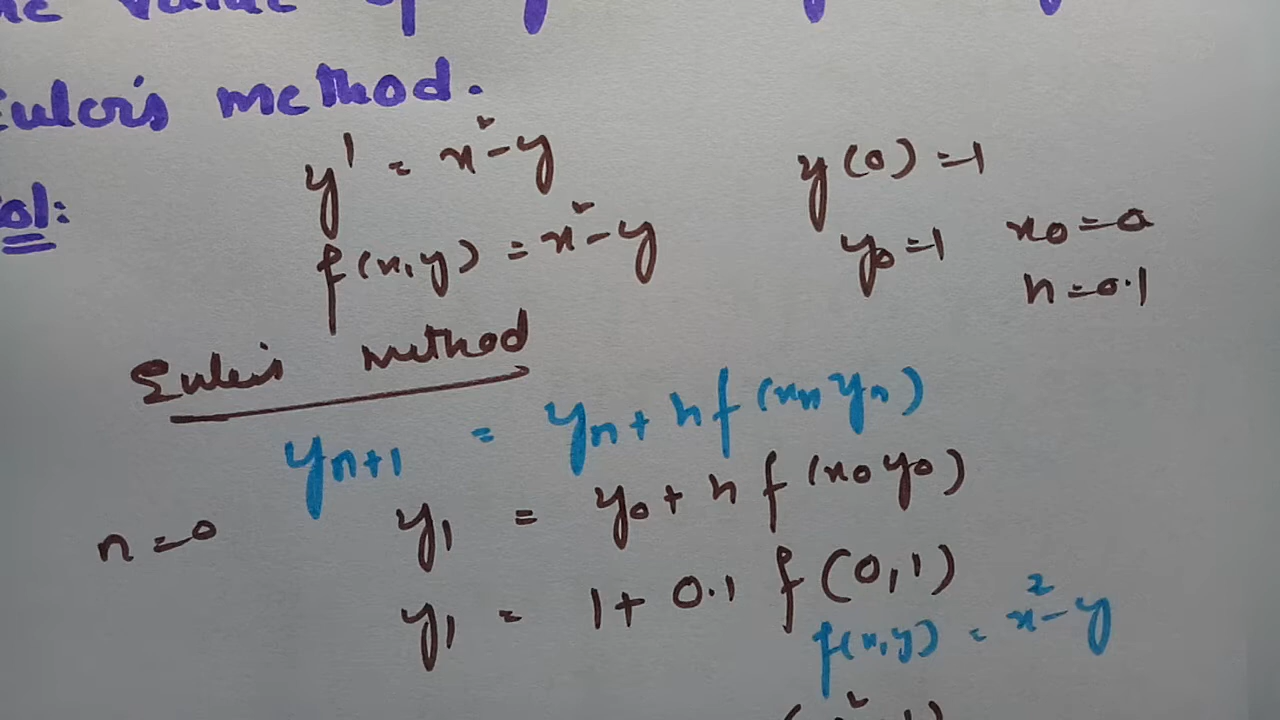 value
Euler's method.
Sol:
y' = x² - y
y(0) = 1
f(x,y) = x² - y
y₀ = 1 x₀ = 0
h = 0.1
Euler's method
yₙ₊₁ = yₙ + h f(xₙ yₙ)
n = 0 y₁ = y₀ + h f(x₀ y₀)
y₁ = 1 + 0.1 f(0,1)
f(x,y) = x² - y